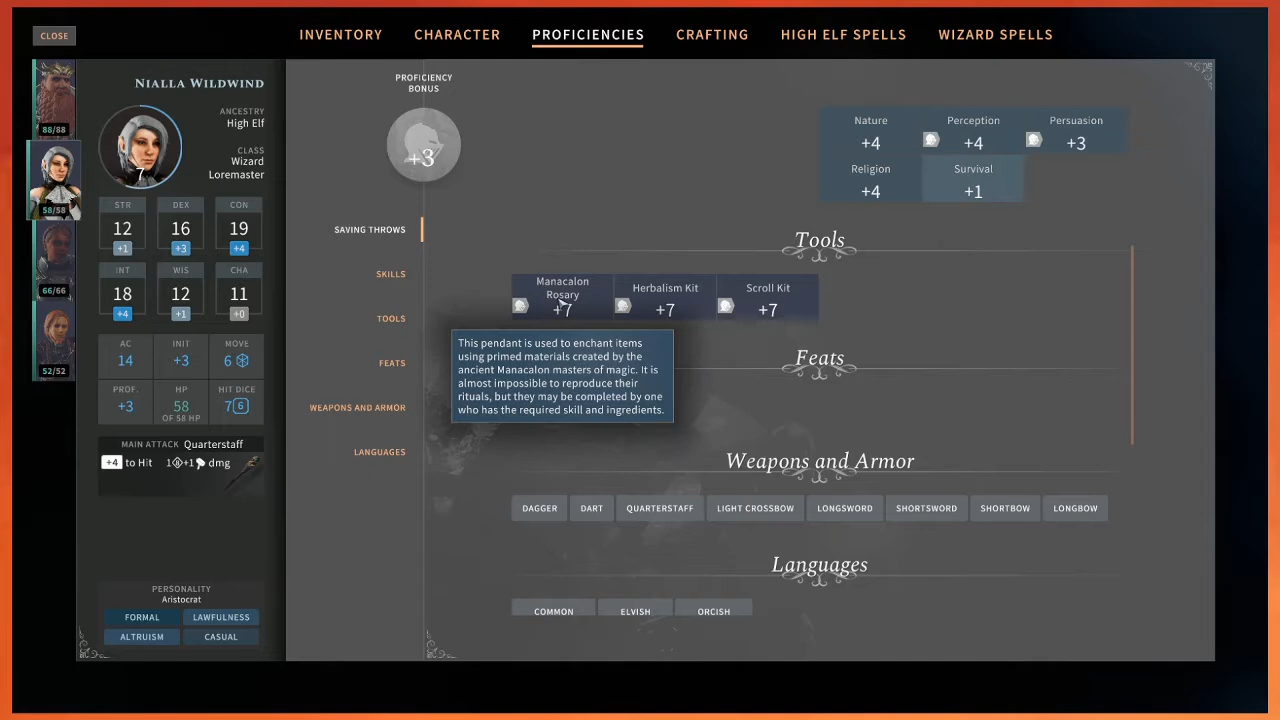 CLOSE
INVENTORY CHARACTER PROFICIENCIES CRAFTING HIGH ELF SPELLS WIZARD SPELLS
88/88
58/58
66/66
52/52
NIALLA WILDWIND
ANCESTRY
High Elf
CLASS
Wizard
Loremaster
7
STR DEX CON
12 16 19
+1 +3 +4
INT WIS CHA
18 12 11
+4 +1 +0
AC INIT MOVE
14 +3 6
PROF. HP HIT DICE
+3 58 7 6
OF 58 HP
MAIN ATTACK Quarterstaff
+4 to Hit 1 8 +1 dmg
PERSONALITY
Aristocrat
FORMAL LAWFULNESS
ALTRUISM CASUAL
PROFICIENCY
BONUS
+3
SAVING THROWS
SKILLS
TOOLS
FEATS
WEAPONS AND ARMOR
LANGUAGES
Nature Perception Persuasion
+4 +4 +3
Religion Survival
+4 +1
Tools
Manacalon
Rosary Herbalism Kit Scroll Kit
+7 +7 +7
This pendant is used to enchant items
using primed materials created by the
ancient Manacalon masters of magic. It is
almost impossible to reproduce their
rituals, but they may be completed by one
who has the required skill and ingredients.
Feats
Weapons and Armor
DAGGER DART QUARTERSTAFF LIGHT CROSSBOW LONGSWORD SHORTSWORD SHORTBOW LONGBOW
Languages
COMMON ELVISH ORCISH